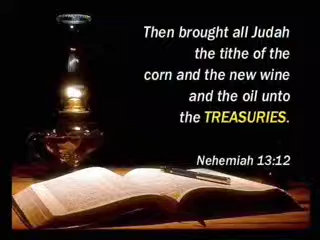 Then brought all Judah
the tithe of the
corn and the new wine
and the oil unto
the TREASURIES.
Nehemiah 13:12